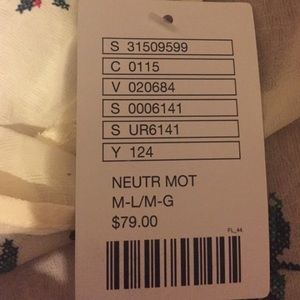 S 31509599
C 0115
V 020684
S 0006141
S UR6141
Y 124
NEUTR MOT
M-L/M-G
$79.00
FL_44